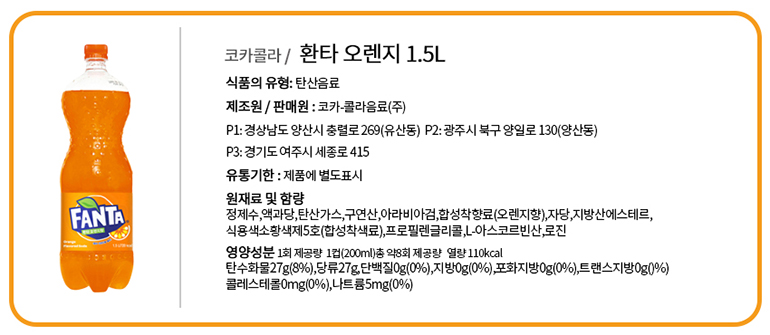 코카콜라 / 환타 오렌지 1.5L
식품의 유형: 탄산음료
제조원 / 판매원 : 코카-콜라음료(주)
P1: 경상남도 양산시 충렬로 269(유산동) P2: 광주시 북구 양일로 130(양산동)
P3: 경기도 여주시 세종로 415
유통기한 : 제품에 별도표시
원재료 및 함량
정제수,액과당,탄산가스,구연산,아라비아검,합성착향료(오렌지향),자당,지방산에스테르,
식용색소황색제5호(합성착색료),프로필렌글리콜,L-아스코르빈산,로진
영양성분 1회 제공량 1컵(200ml)총 약8회 제공량 열량 110kcal
탄수화물27g(8%),당류27g,단백질0g(0%),지방0g(0%),포화지방0g(0%),트랜스지방0g()%)
콜레스테롤0mg(0%),나트륨5mg(0%)
FANTA